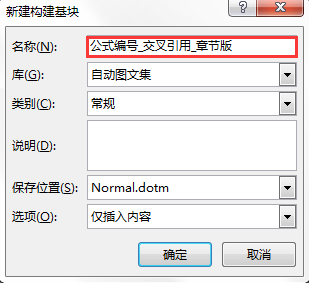 新建构建基块
名称(N): 公式编号_交叉引用_章节版
库(G): 自动图文集
类别(C): 常规
说明(D):
保存位置(S): Normal.dotm
选项(O): 仅插入内容
确定 取消